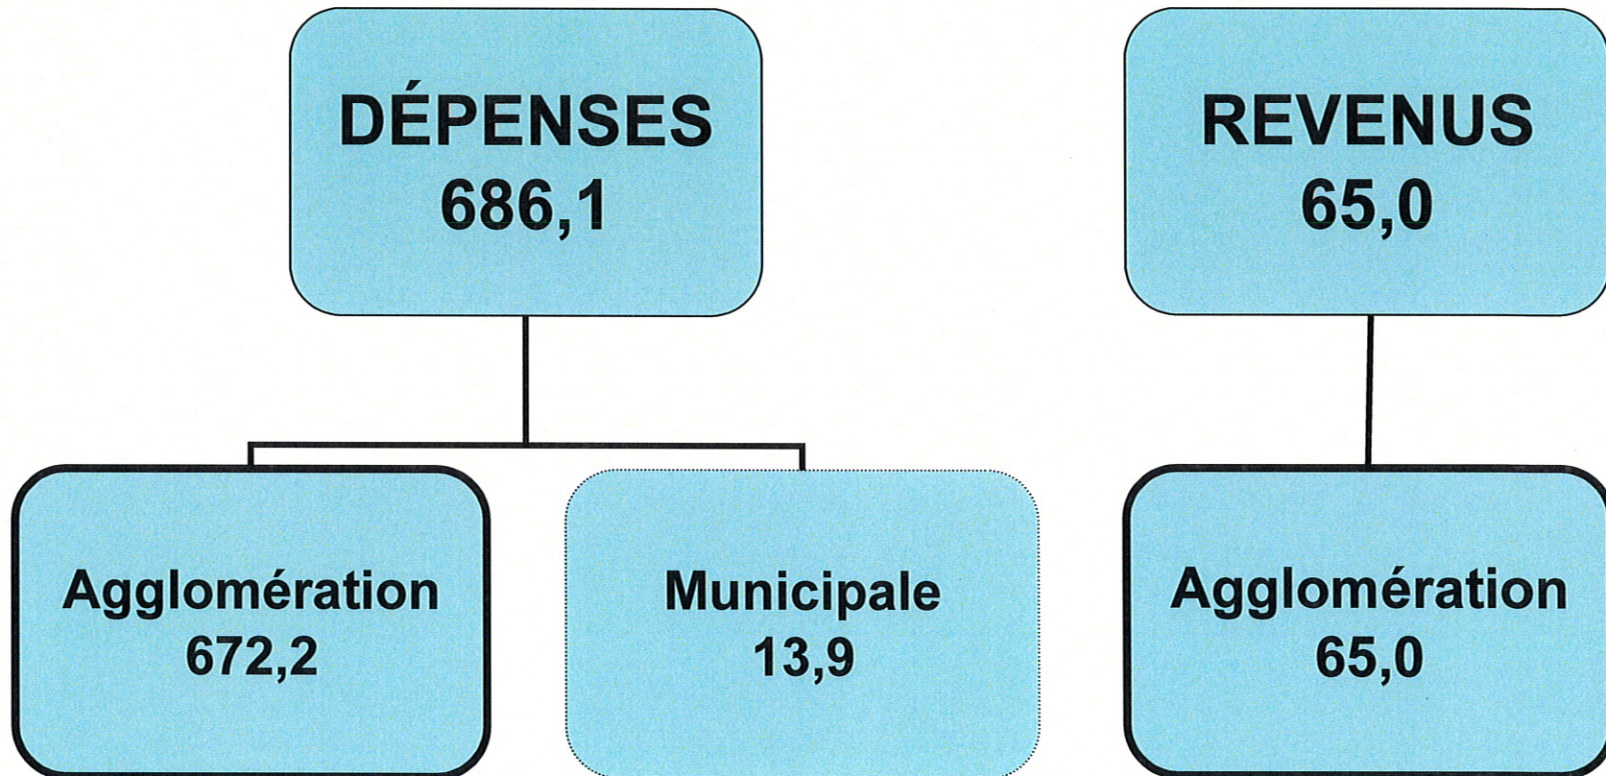 DÉPENSES
686,1
REVENUS
65,0
Agglomération
672,2
Municipale
13,9
Agglomération
65,0